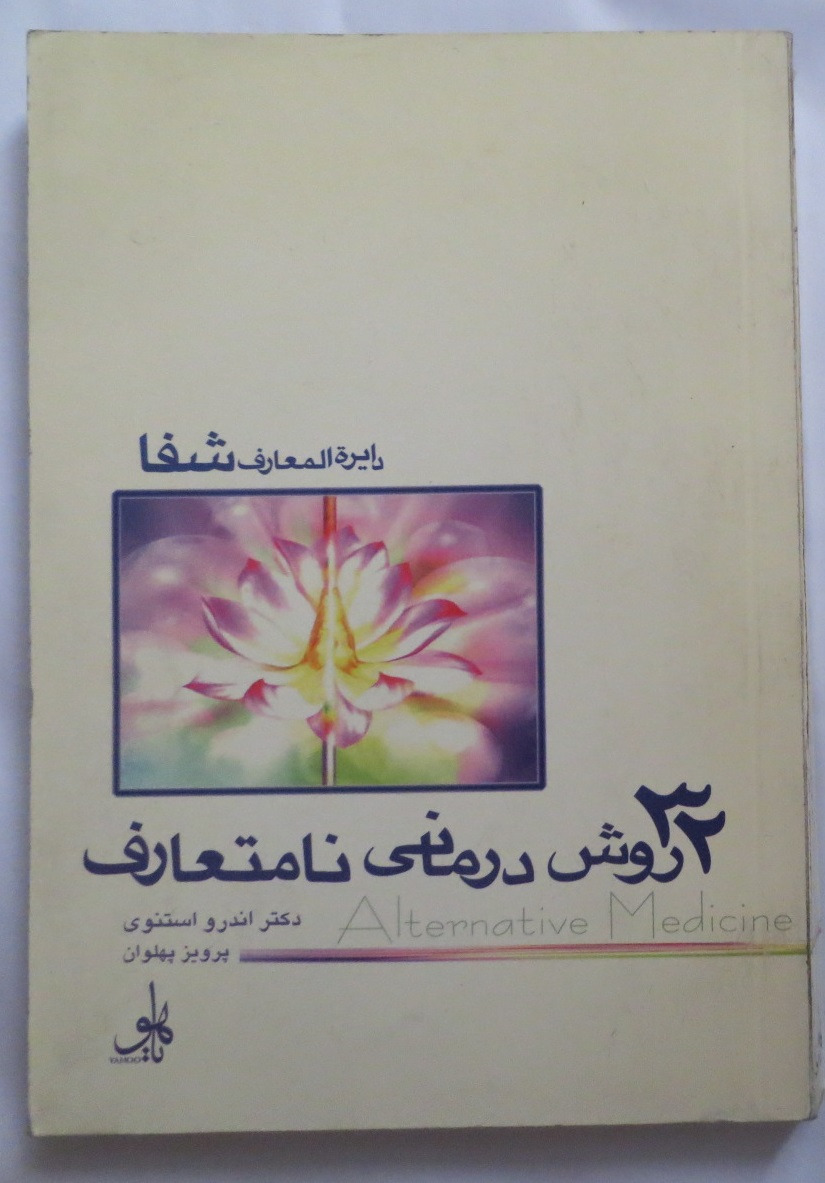 دایرة المعارف شفا
۳۲ روش درمانی نامتعارف
Alternative Medicine
دکتر اندرو استنوی
پرویز پهلوان
یاهو
YAHOO